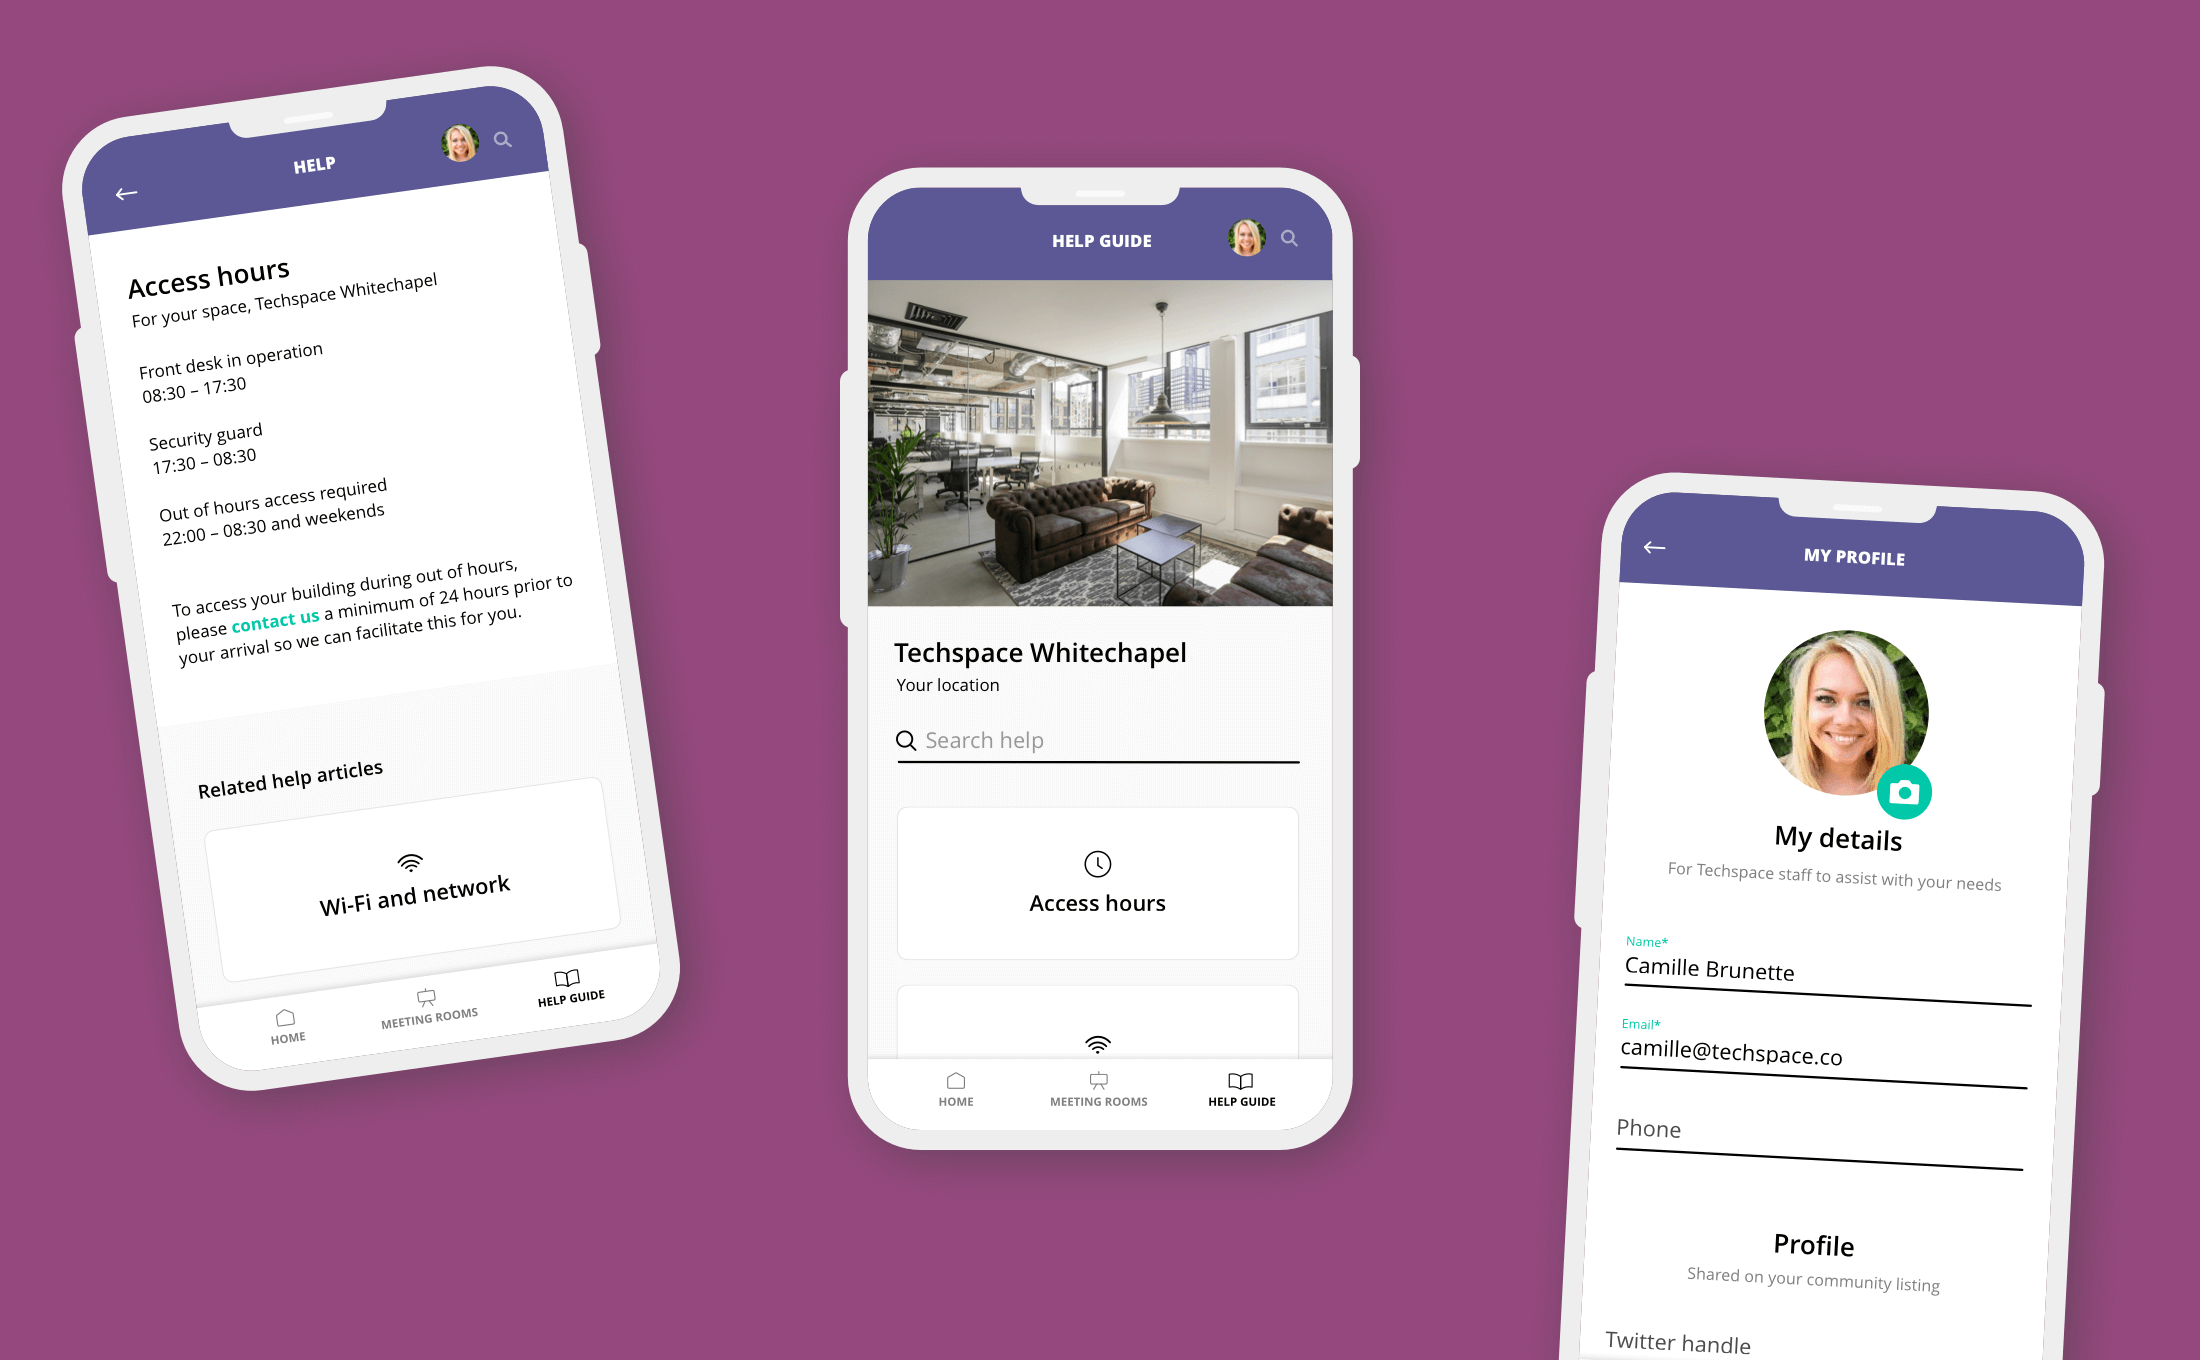 HELP
Access hours
For your space, Techspace Whitechapel
Front desk in operation
08:30 – 17:30
Security guard
17:30 – 08:30
Out of hours access required
22:00 – 08:30 and weekends
To access your building during out of hours,
please contact us a minimum of 24 hours prior to
your arrival so we can facilitate this for you.
Related help articles
Wi-Fi and network
HOME
MEETING ROOMS
HELP GUIDE
HELP GUIDE
Techspace Whitechapel
Your location
Search help
Access hours
HOME
MEETING ROOMS
HELP GUIDE
MY PROFILE
My details
For Techspace staff to assist with your needs
Name*
Camille Brunette
Email*
camille@techspace.co
Phone
Profile
Shared on your community listing
Twitter handle